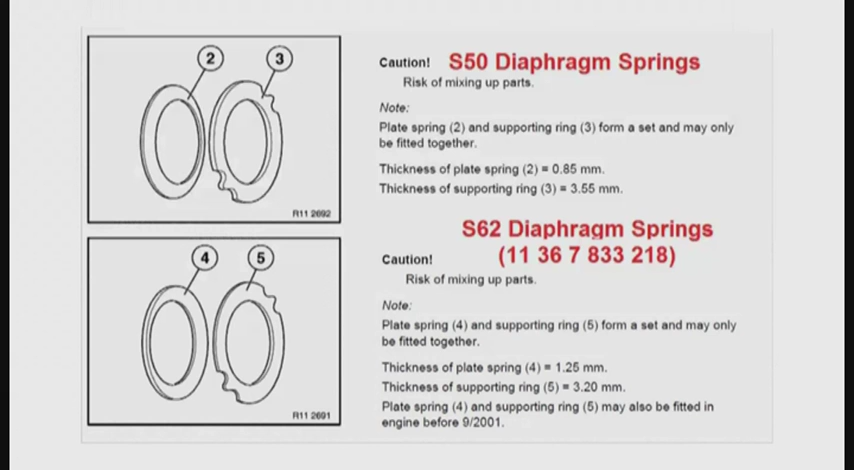 2
3
R11 2692
Caution! S50 Diaphragm Springs
Risk of mixing up parts.
Note:
Plate spring (2) and supporting ring (3) form a set and may only
be fitted together.
Thickness of plate spring (2) = 0.85 mm.
Thickness of supporting ring (3) = 3.55 mm.
4
5
R11 2691
S62 Diaphragm Springs
Caution! (11 36 7 833 218)
Risk of mixing up parts.
Note:
Plate spring (4) and supporting ring (5) form a set and may only
be fitted together.
Thickness of plate spring (4) = 1.25 mm.
Thickness of supporting ring (5) = 3.20 mm.
Plate spring (4) and supporting ring (5) may also be fitted in
engine before 9/2001.